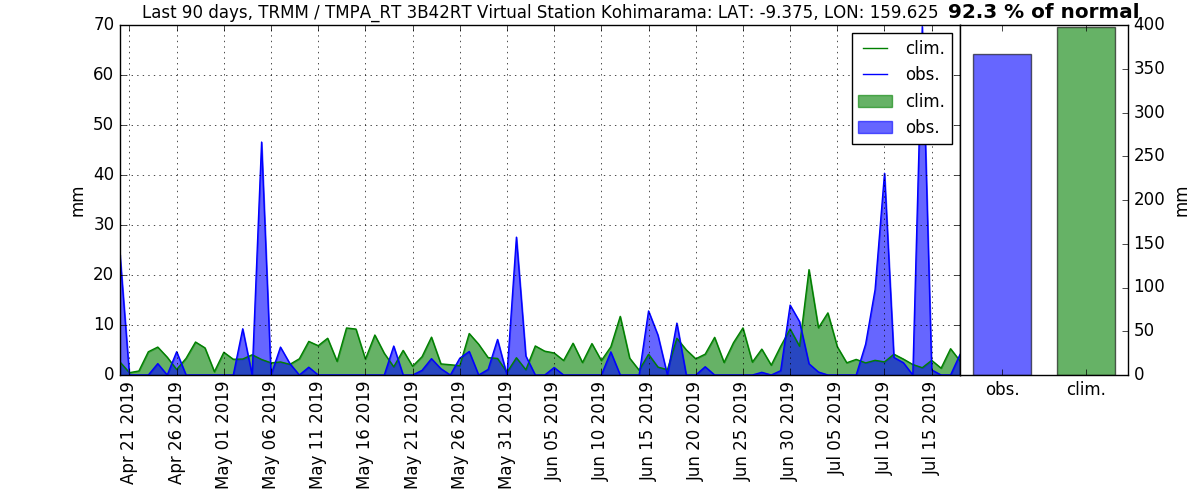 Last 90 days, TRMM / TMPA_RT 3B42RT Virtual Station Kohimarama: LAT: -9.375, LON: 159.625 92.3 % of normal
70
60
50
40
30
20
10
0
mm
clim.
obs.
clim.
obs.
400
350
300
250
200
150
100
50
0
mm
obs.
clim.
Apr 21 2019
Apr 26 2019
May 01 2019
May 06 2019
May 11 2019
May 16 2019
May 21 2019
May 26 2019
May 31 2019
Jun 05 2019
Jun 10 2019
Jun 15 2019
Jun 20 2019
Jun 25 2019
Jun 30 2019
Jul 05 2019
Jul 10 2019
Jul 15 2019